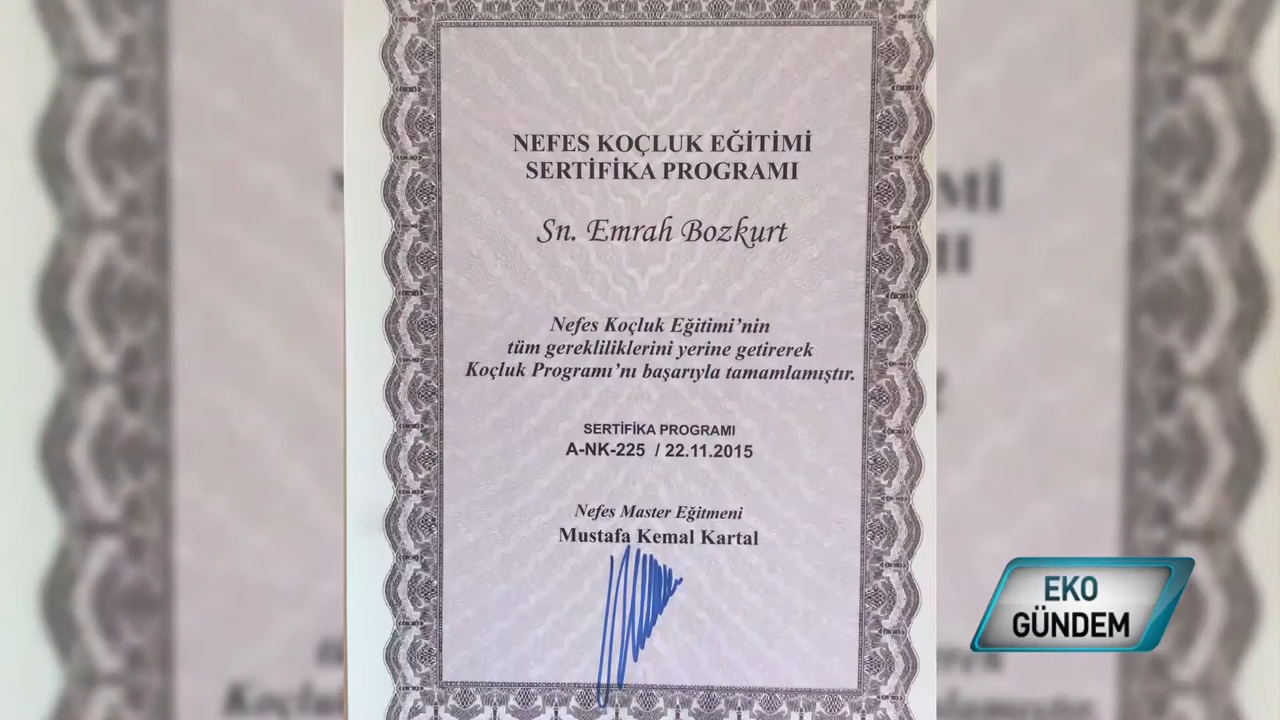 NEFES KOÇLUK EĞİTİMİ
SERTİFİKA PROGRAMI
Sn. Emrah Bozkurt
Nefes Koçluk Eğitimi’nin
tüm gerekliliklerini yerine getirerek
Koçluk Programı’nı başarıyla tamamlamıştır.
SERTİFİKA PROGRAMI
A-NK-225 / 22.11.2015
Nefes Master Eğitmeni
Mustafa Kemal Kartal
EKO
GÜNDEM